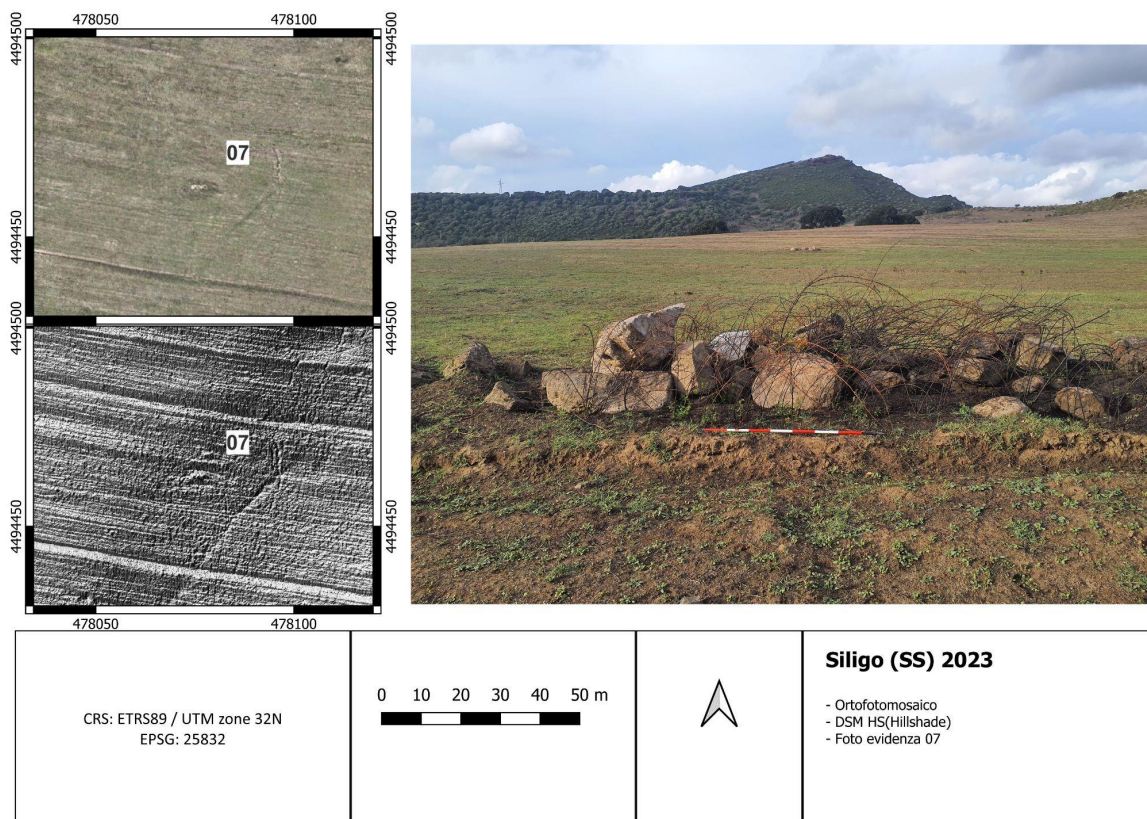 478050 478100
4494500 4494500
07
4494450 4494450
4494500 4494500
07
4494450 4494450
478050 478100
CRS: ETRS89 / UTM zone 32N
EPSG: 25832
0 10 20 30 40 50 m
Siligo (SS) 2023
- Ortofotomosaico
- DSM HS(Hillshade)
- Foto evidenza 07